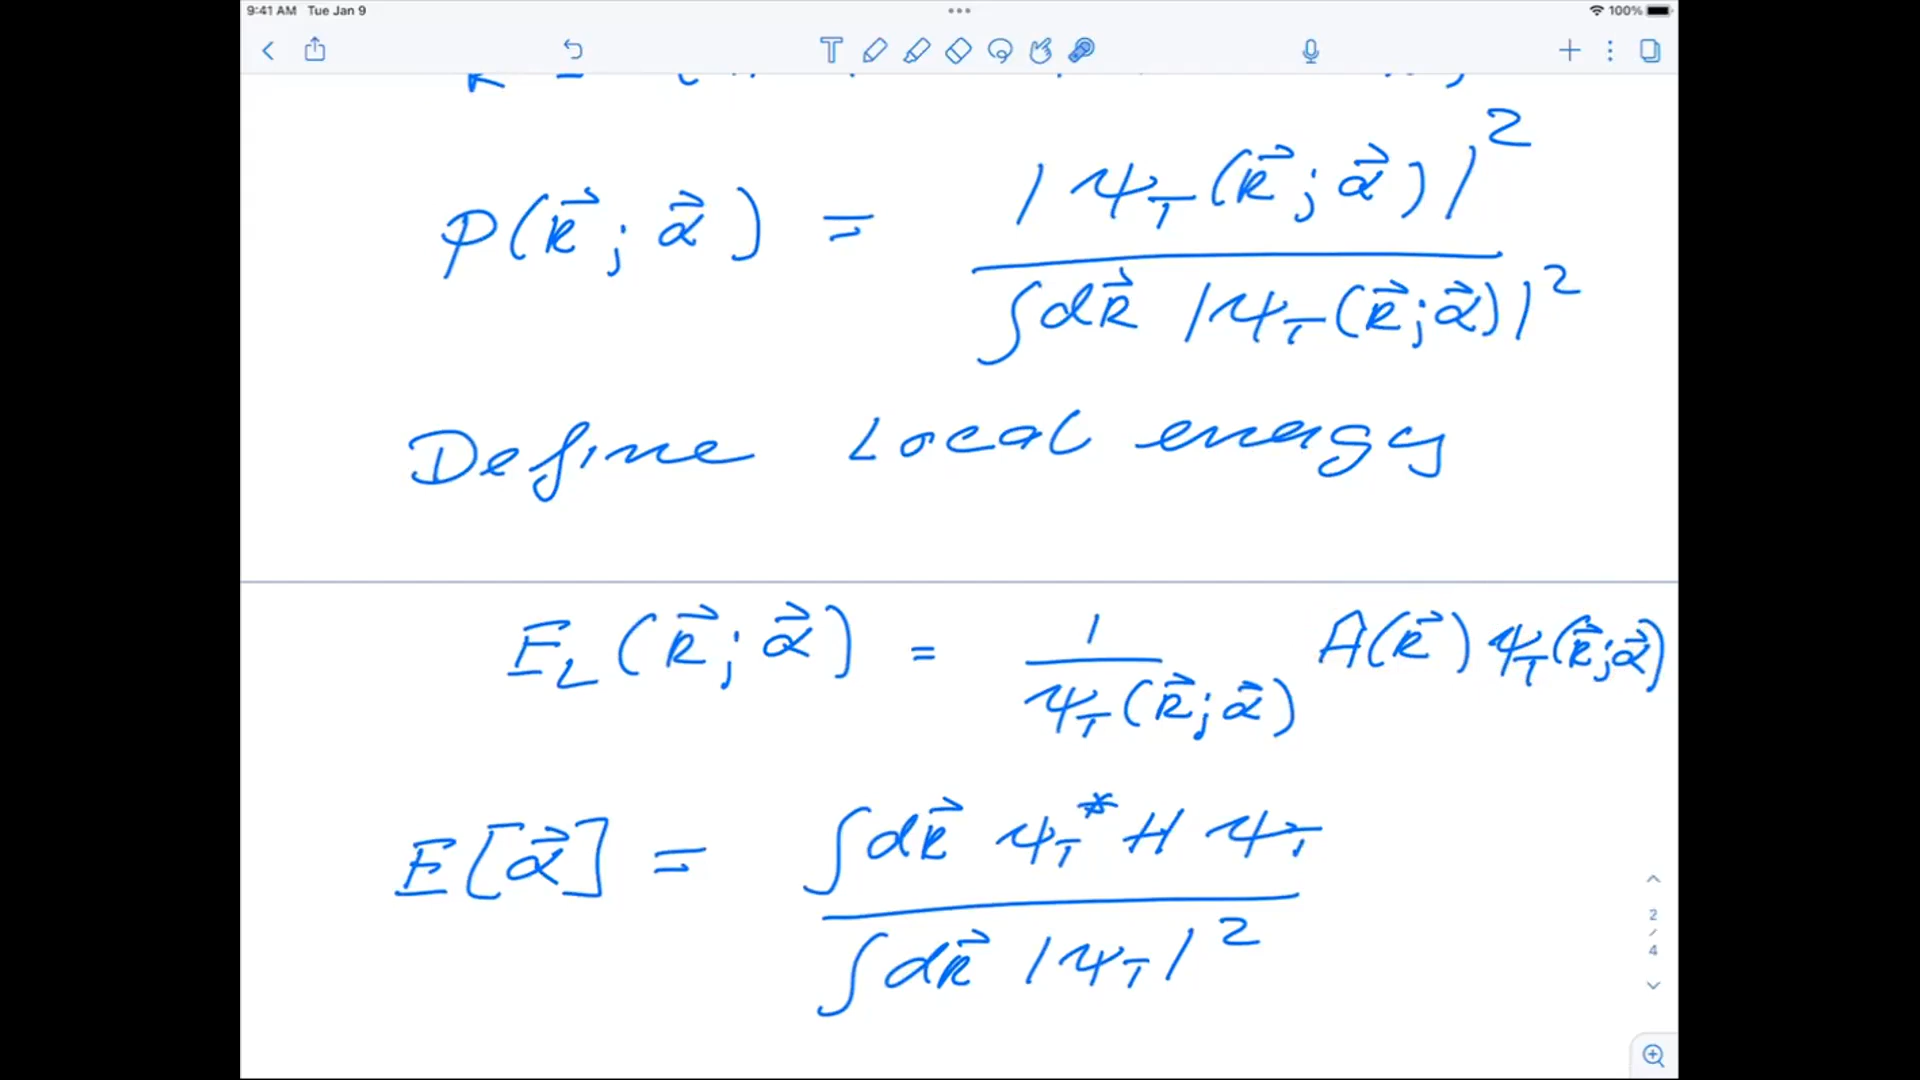 9:41 AM Tue Jan 9
100%
P(R⃗; α⃗) = |ψ_T(R⃗; α⃗)|² / ∫dR⃗ |ψ_T(R⃗; α⃗)|²
Define Local energy
E_L(R⃗; α⃗) = 1 / ψ_T(R⃗; α⃗) Ĥ(R⃗) ψ_T(R⃗; α⃗)
E[α⃗] = ∫dR⃗ ψ_T* H ψ_T / ∫dR⃗ |ψ_T|²
2 / 4